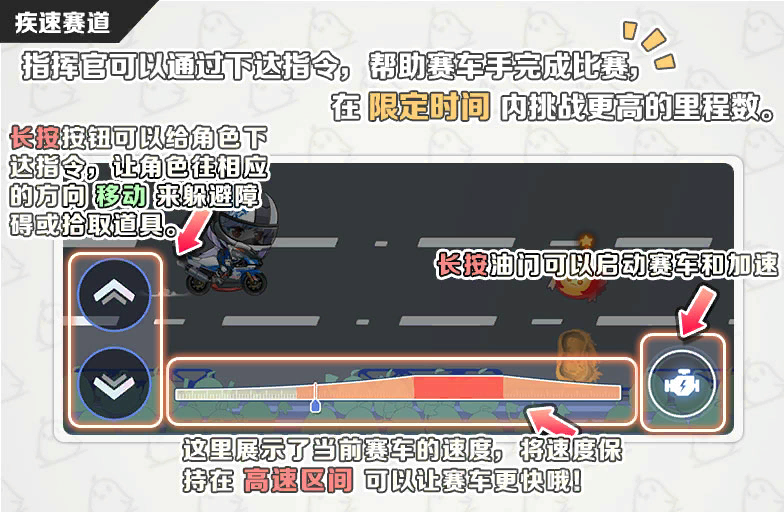 疾速赛道
指挥官可以通过下达指令，帮助赛车手完成比赛，
在 限定时间 内挑战更高的里程数。
长按按钮可以给角色下
达指令，让角色往相应
的方向 移动 来躲避障
碍或拾取道具。
长按油门可以启动赛车和加速
这里展示了当前赛车的速度，将速度保
持在 高速区间 可以让赛车更快哦！